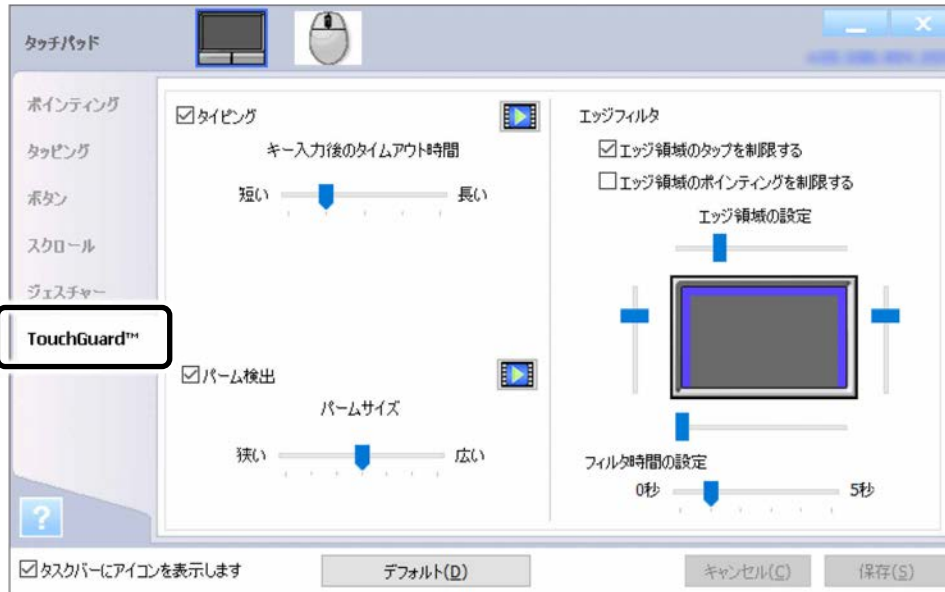 タッチパッド
ポインティング
タッピング
ボタン
スクロール
ジェスチャー
TouchGuard™
タイピング
キー入力後のタイムアウト時間
短い 長い
パーム検出
パームサイズ
狭い 広い
エッジフィルタ
エッジ領域のタップを制限する
エッジ領域のポインティングを制限する
エッジ領域の設定
フィルタ時間の設定
0秒 5秒
?
タスクバーにアイコンを表示します
デフォルト(D)
キャンセル(C)
保存(S)